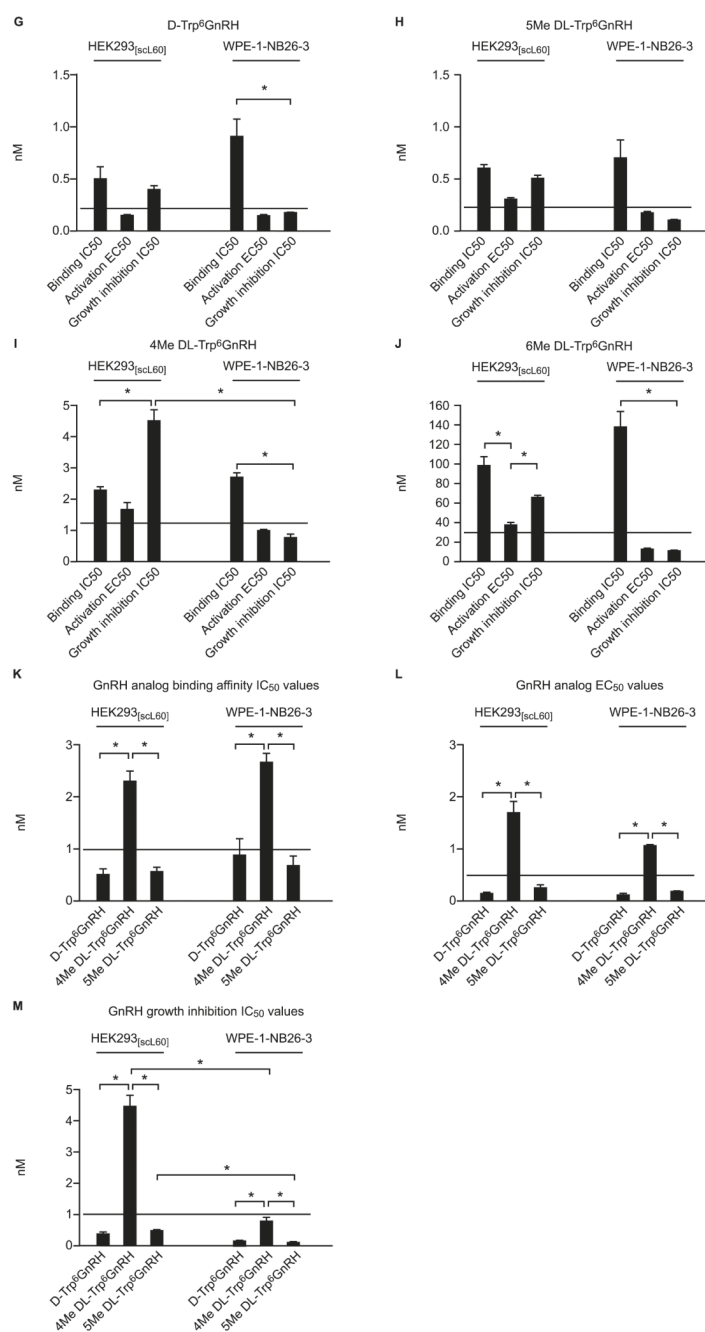 G
D-Trp⁶GnRH
HEK293[scL60] WPE-1-NB26-3
1.5
1.0
0.5
0.0
nM
*
Binding IC50
Activation EC50
Growth inhibition IC50
Binding IC50
Activation EC50
Growth inhibition IC50
H
5Me DL-Trp⁶GnRH
HEK293[scL60] WPE-1-NB26-3
1.5
1.0
0.5
0.0
nM
Binding IC50
Activation EC50
Growth inhibition IC50
Binding IC50
Activation EC50
Growth inhibition IC50
I
4Me DL-Trp⁶GnRH
HEK293[scL60] WPE-1-NB26-3
5
4
3
2
1
0
nM
* *
*
Binding IC50
Activation EC50
Growth inhibition IC50
Binding IC50
Activation EC50
Growth inhibition IC50
J
6Me DL-Trp⁶GnRH
HEK293[scL60] WPE-1-NB26-3
160
140
120
100
80
60
40
20
0
nM
*
* *
Binding IC50
Activation EC50
Growth inhibition IC50
Binding IC50
Activation EC50
Growth inhibition IC50
K
GnRH analog binding affinity IC₅₀ values
HEK293[scL60] WPE-1-NB26-3
3
2
1
0
nM
* * * *
D-Trp⁶GnRH
4Me DL-Trp⁶GnRH
5Me DL-Trp⁶GnRH
D-Trp⁶GnRH
4Me DL-Trp⁶GnRH
5Me DL-Trp⁶GnRH
L
GnRH analog EC₅₀ values
HEK293[scL60] WPE-1-NB26-3
3
2
1
0
nM
* *
* *
D-Trp⁶GnRH
4Me DL-Trp⁶GnRH
5Me DL-Trp⁶GnRH
D-Trp⁶GnRH
4Me DL-Trp⁶GnRH
5Me DL-Trp⁶GnRH
M
GnRH growth inhibition IC₅₀ values
HEK293[scL60] WPE-1-NB26-3
5
4
3
2
1
0
nM
*
* *
*
* *
D-Trp⁶GnRH
4Me DL-Trp⁶GnRH
5Me DL-Trp⁶GnRH
D-Trp⁶GnRH
4Me DL-Trp⁶GnRH
5Me DL-Trp⁶GnRH